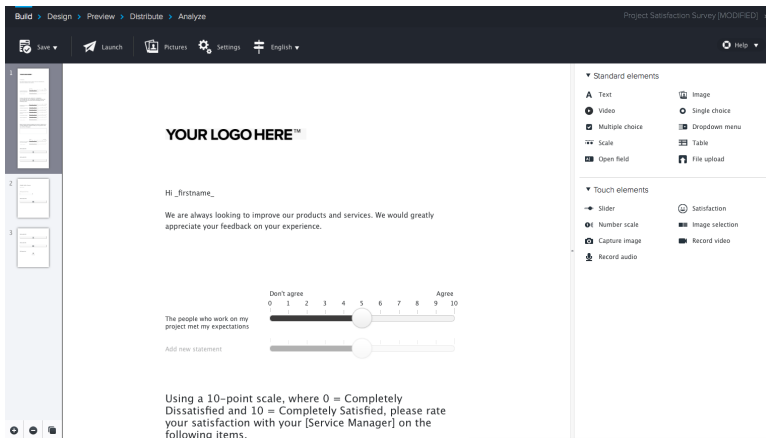 Build > Design > Preview > Distribute > Analyze
Project Satisfaction Survey [MODIFIED]
Save ▼ Launch Pictures Settings English ▼ Help ▼
1
2
3
YOUR LOGO HERE™
Hi _firstname_
We are always looking to improve our products and services. We would greatly
appreciate your feedback on your experience.
Don't agree Agree
0 1 2 3 4 5 6 7 8 9 10
The people who work on my
project met my expectations
Add new statement
Using a 10-point scale, where 0 = Completely
Dissatisfied and 10 = Completely Satisfied, please rate
your satisfaction with your [Service Manager] on the
following items.
▼ Standard elements
A Text Image
Video Single choice
Multiple choice Dropdown menu
Scale Table
Open field File upload
▼ Touch elements
Slider Satisfaction
Number scale Image selection
Capture image Record video
Record audio